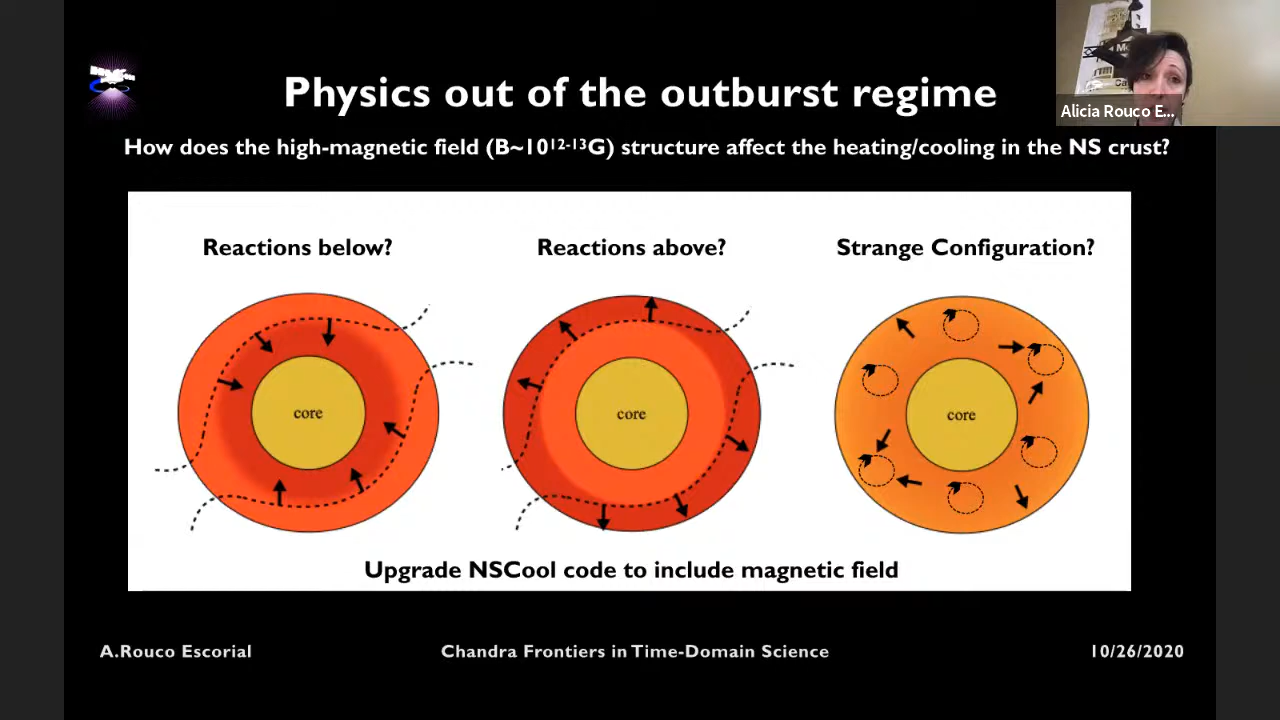 Physics out of the outburst regime
Alicia Rouco E...
How does the high-magnetic field (B~10¹²⁻¹³G) structure affect the heating/cooling in the NS crust?
Reactions below?
Reactions above?
Strange Configuration?
core
core
core
Upgrade NSCool code to include magnetic field
A.Rouco Escorial
Chandra Frontiers in Time-Domain Science
10/26/2020